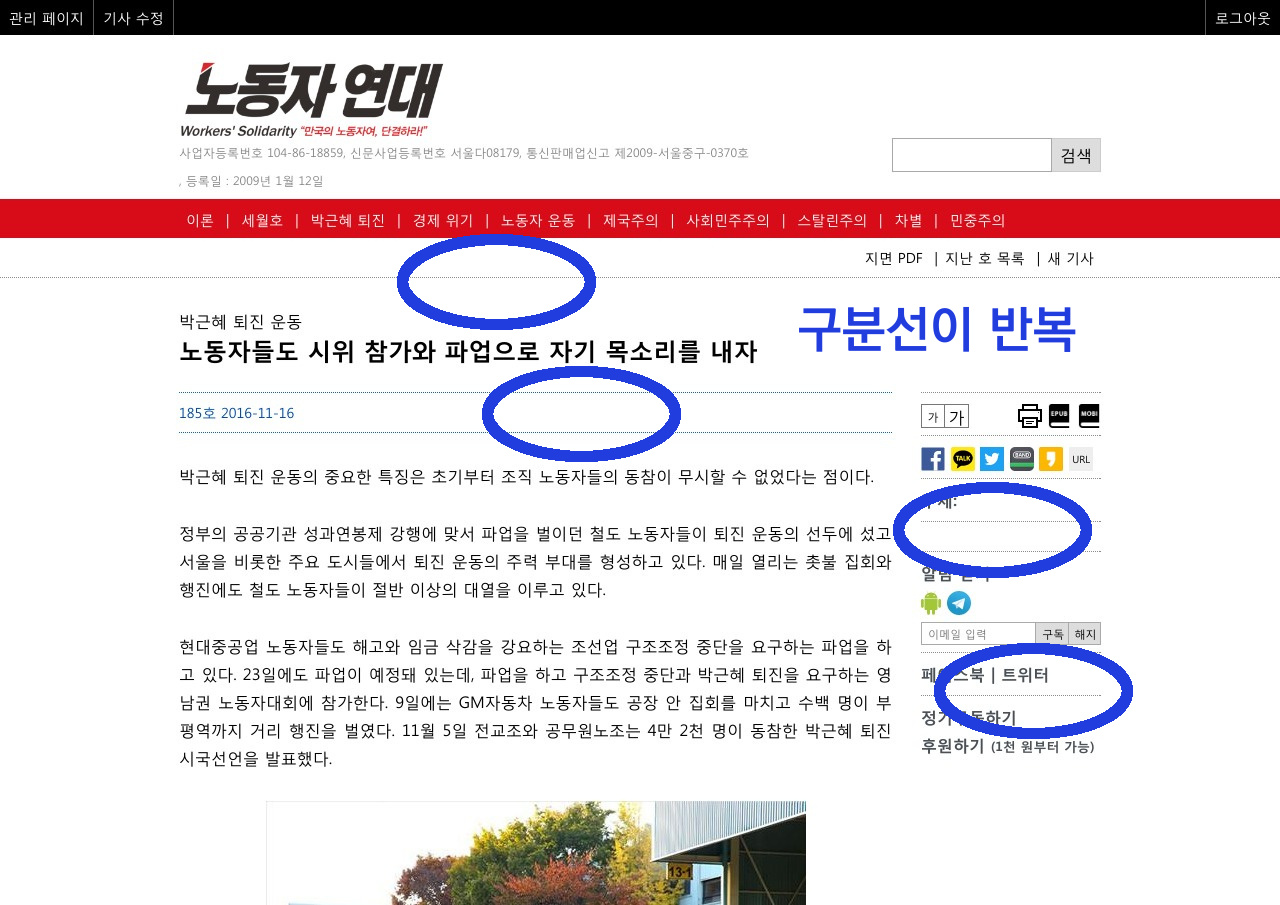 관리 페이지 기사 수정 로그아웃
노동자 연대
Workers' Solidarity "만국의 노동자여, 단결하라!"
사업자등록번호 104-86-18859, 신문사업등록번호 서울다08179, 통신판매업신고 제2009-서울중구-0370호
, 등록일 : 2009년 1월 12일
검색
이론 | 세월호 | 박근혜 퇴진 | 경제 위기 | 노동자 운동 | 제국주의 | 사회민주주의 | 스탈린주의 | 차별 | 민중주의
지면 PDF | 지난 호 목록 | 새 기사
박근혜 퇴진 운동
노동자들도 시위 참가와 파업으로 자기 목소리를 내자
구분선이 반복
185호 2016-11-16
박근혜 퇴진 운동의 중요한 특징은 초기부터 조직 노동자들의 동참이 무시할 수 없었다는 점이다.
정부의 공공기관 성과연봉제 강행에 맞서 파업을 벌이던 철도 노동자들이 퇴진 운동의 선두에 섰고
서울을 비롯한 주요 도시들에서 퇴진 운동의 주력 부대를 형성하고 있다. 매일 열리는 촛불 집회와
행진에도 철도 노동자들이 절반 이상의 대열을 이루고 있다.
현대중공업 노동자들도 해고와 임금 삭감을 강요하는 조선업 구조조정 중단을 요구하는 파업을 하
고 있다. 23일에도 파업이 예정돼 있는데, 파업을 하고 구조조정 중단과 박근혜 퇴진을 요구하는 영
남권 노동자대회에 참가한다. 9일에는 GM자동차 노동자들도 공장 안 집회를 마치고 수백 명이 부
평역까지 거리 행진을 벌였다. 11월 5일 전교조와 공무원노조는 4만 2천 명이 동참한 박근혜 퇴진
시국선언을 발표했다.
13-1
가 가 EPUB MOBI
TALK BAND URL
이메일 입력 구독 해지
페이스북 | 트위터
정기구독하기
후원하기 (1천 원부터 가능)